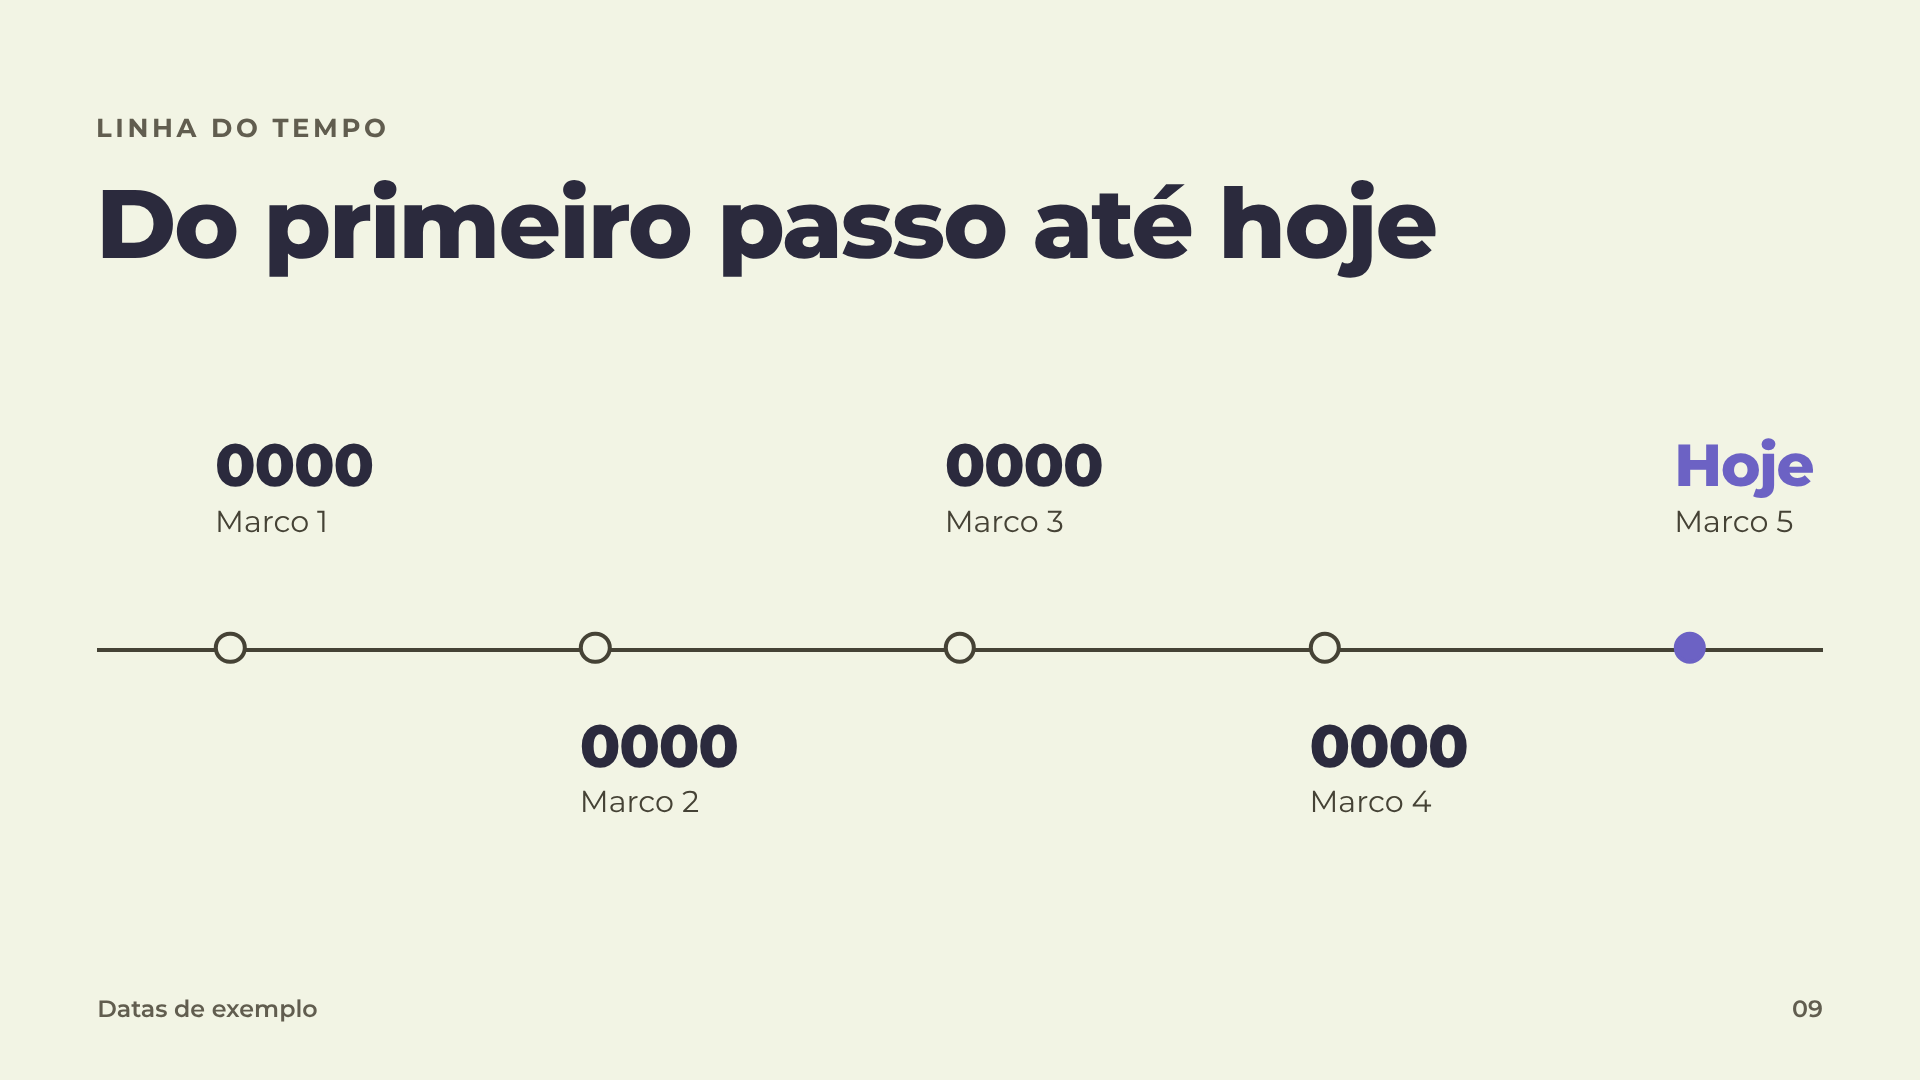 LINHA DO TEMPO
Do primeiro passo até hoje
0000
Marco 1
0000
Marco 2
0000
Marco 3
0000
Marco 4
Hoje
Marco 5
Datas de exemplo
09